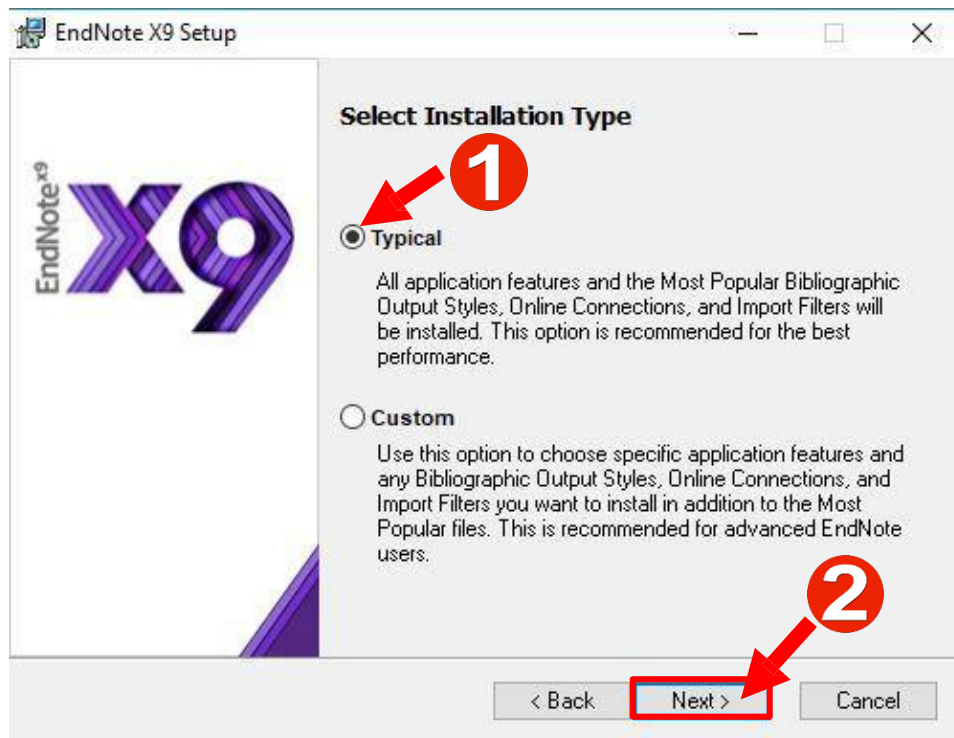 EndNote X9 Setup
Select Installation Type
1
EndNote X9
X9
Typical
All application features and the Most Popular Bibliographic
Output Styles, Online Connections, and Import Filters will
be installed. This option is recommended for the best
performance.
Custom
Use this option to choose specific application features and
any Bibliographic Output Styles, Online Connections, and
Import Filters you want to install in addition to the Most
Popular files. This is recommended for advanced EndNote
users.
2
< Back
Next >
Cancel